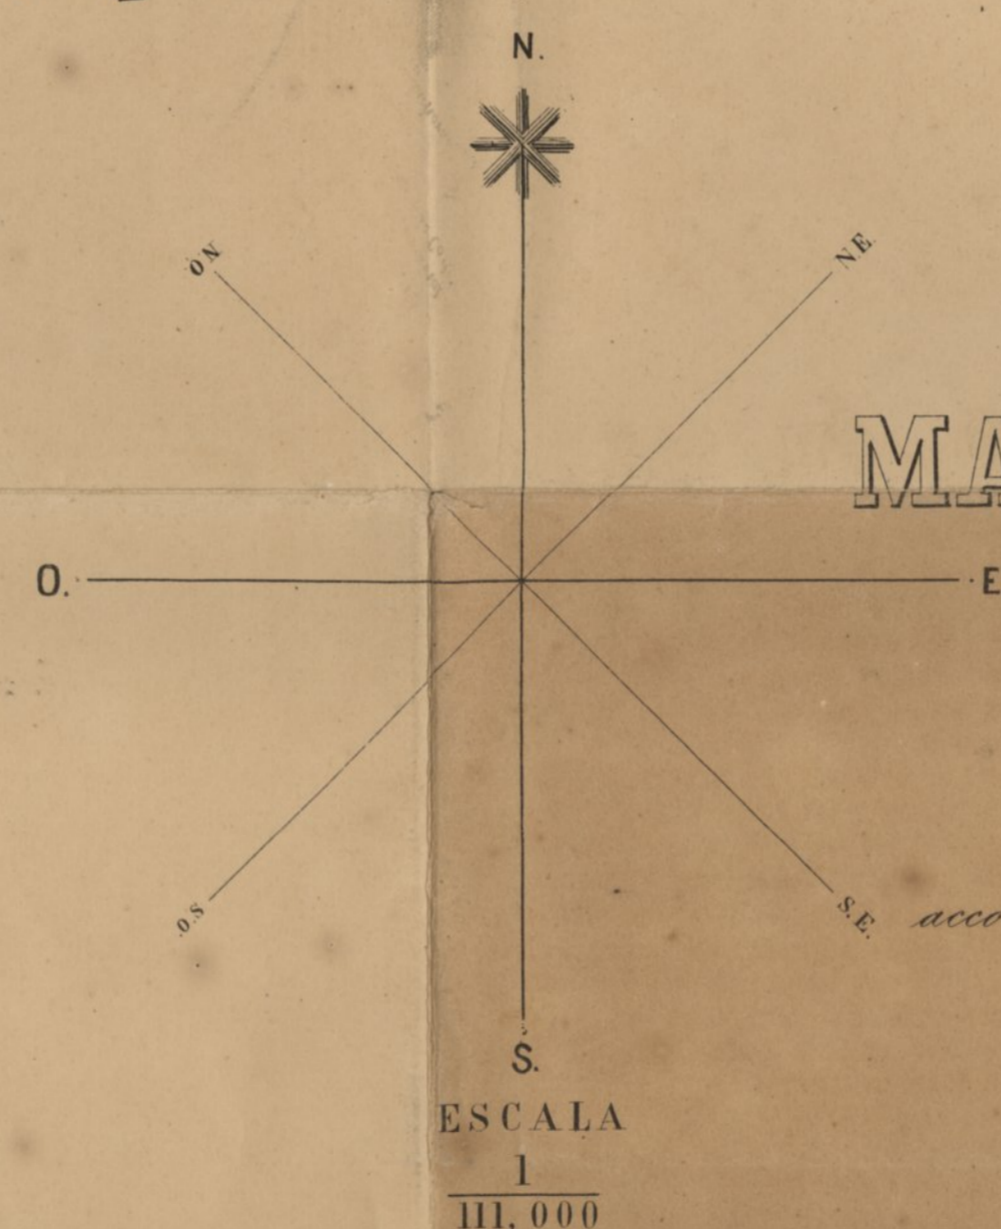 N.
N.O.
N.E.
MA
O.
E
S.O.
S.E.
acco
S.
ESCALA
1
111,000